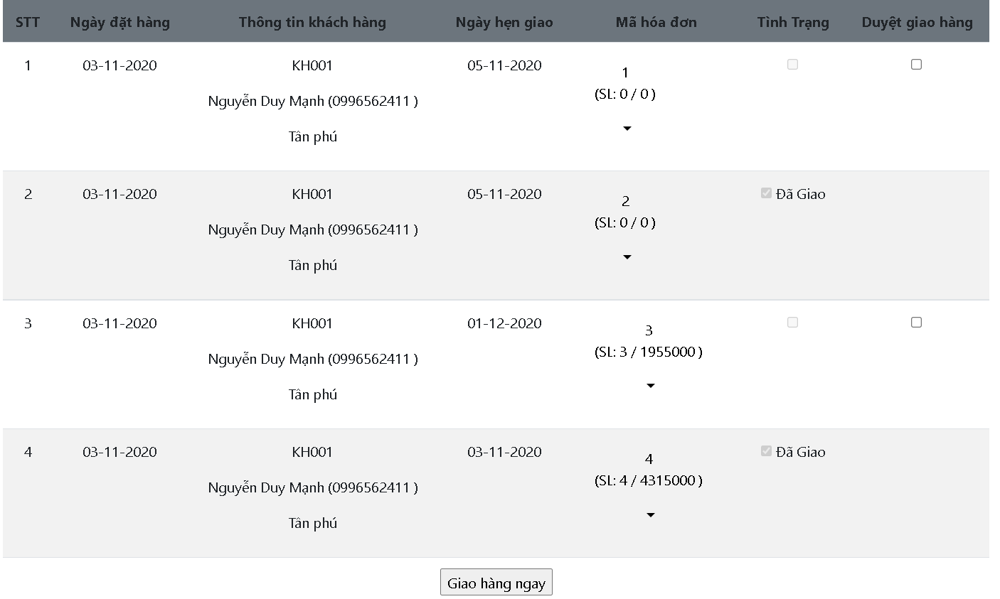 STT Ngày đặt hàng Thông tin khách hàng Ngày hẹn giao Mã hóa đơn Tình Trạng Duyệt giao hàng
1 03-11-2020 KH001 05-11-2020 1
(SL: 0 / 0 )
Nguyễn Duy Mạnh (0996562411 )
Tân phú
2 03-11-2020 KH001 05-11-2020 2 Đã Giao
(SL: 0 / 0 )
Nguyễn Duy Mạnh (0996562411 )
Tân phú
3 03-11-2020 KH001 01-12-2020 3
(SL: 3 / 1955000 )
Nguyễn Duy Mạnh (0996562411 )
Tân phú
4 03-11-2020 KH001 03-11-2020 4 Đã Giao
(SL: 4 / 4315000 )
Nguyễn Duy Mạnh (0996562411 )
Tân phú
Giao hàng ngay